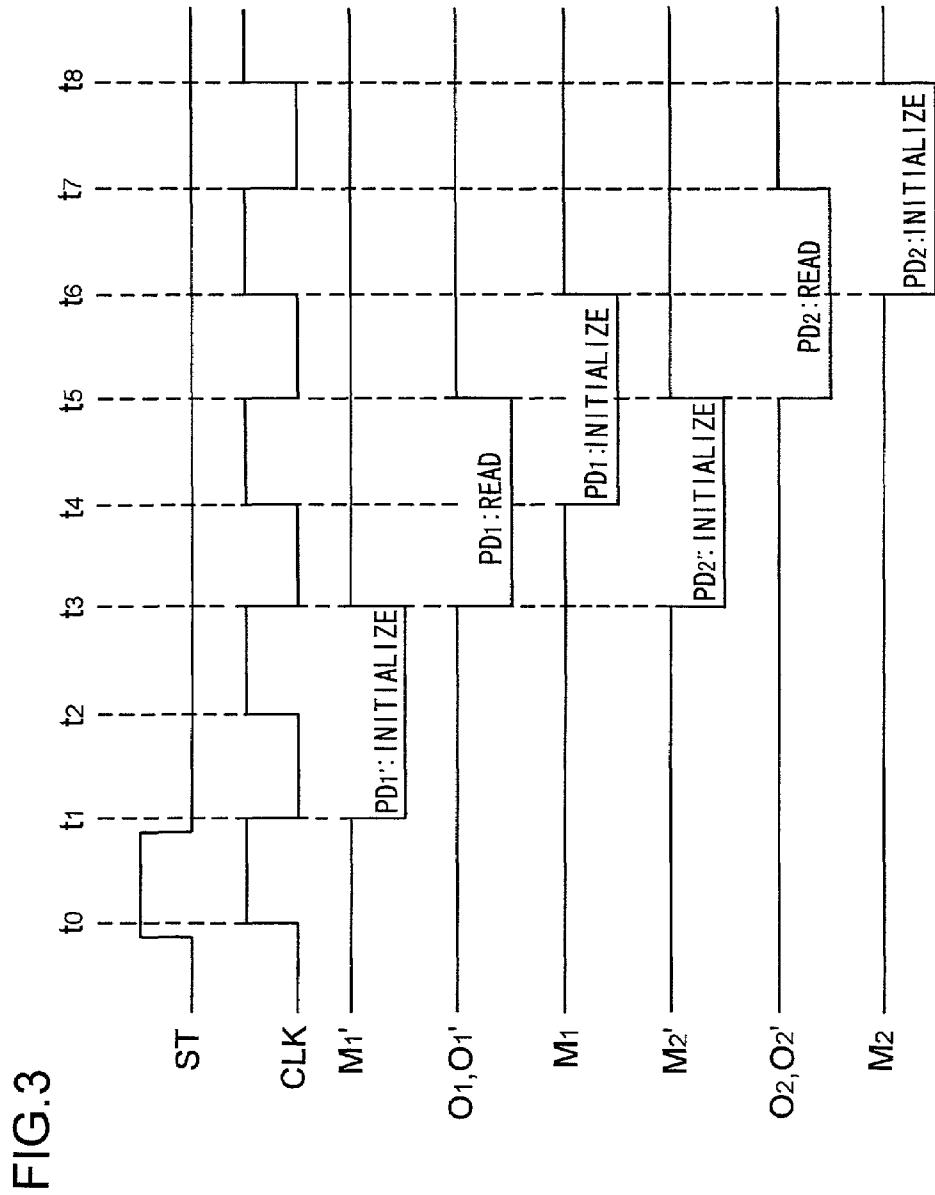 FIG.3
t0 t1 t2 t3 t4 t5 t6 t7 t8
ST
CLK
M1'
PD1': INITIALIZE
O1,O1'
PD1:READ
M1
PD1:INITIALIZE
M2'
PD2': INITIALIZE
O2,O2'
PD2:READ
M2
PD2:INITIALIZE